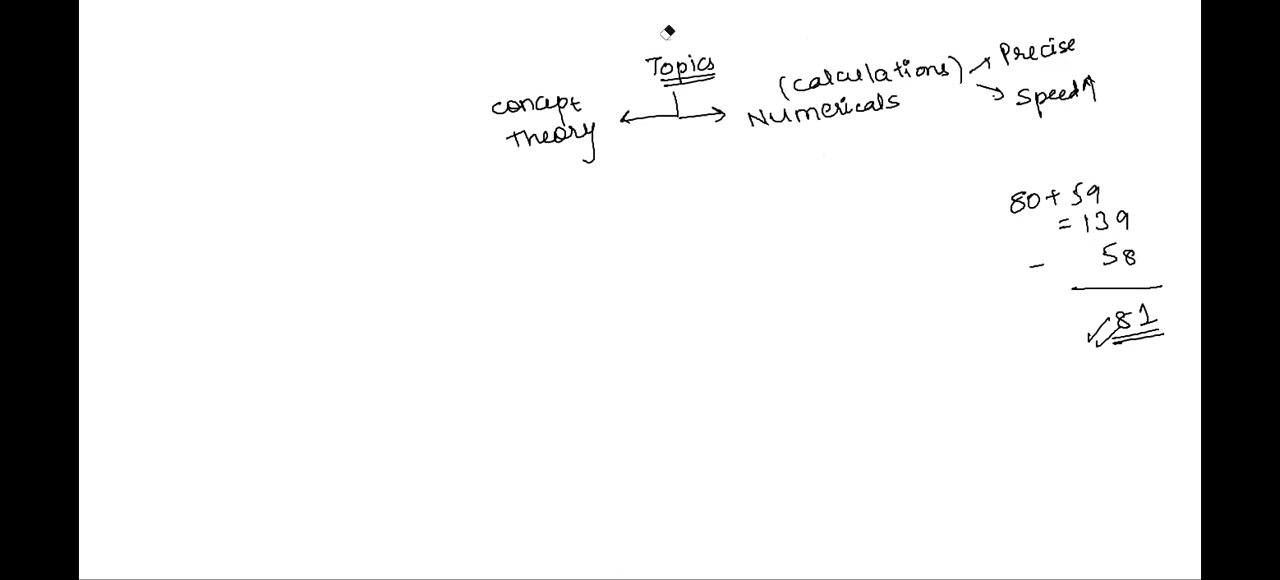 Topics
concept
theory
(calculations)
Numericals
Precise
Speed↑
80+59
=139
- 58
81